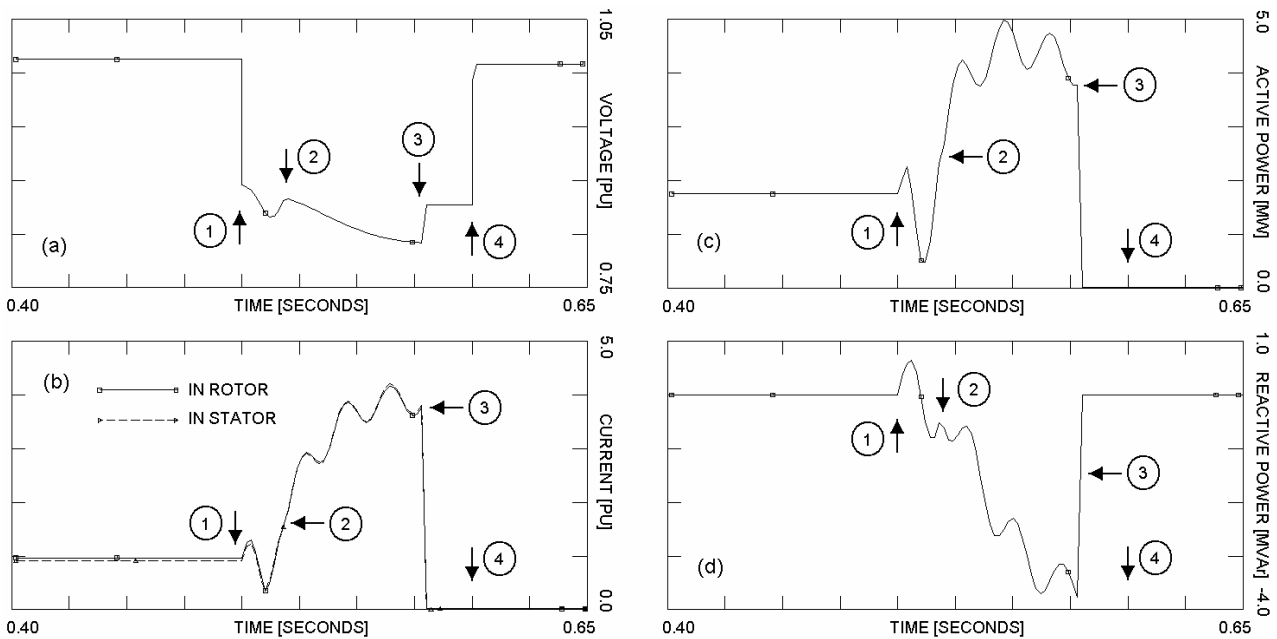 1.05
VOLTAGE [PU]
0.75
1
2
3
4
(a)
0.40
TIME [SECONDS]
0.65
5.0
ACTIVE POWER [MW]
0.0
1
2
3
4
(c)
0.40
TIME [SECONDS]
0.65
(b)
IN ROTOR
IN STATOR
5.0
CURRENT [PU]
0.0
1
2
3
4
0.40
TIME [SECONDS]
0.65
1.0
REACTIVE POWER [MVAr]
-4.0
1
2
3
4
(d)
0.40
TIME [SECONDS]
0.65